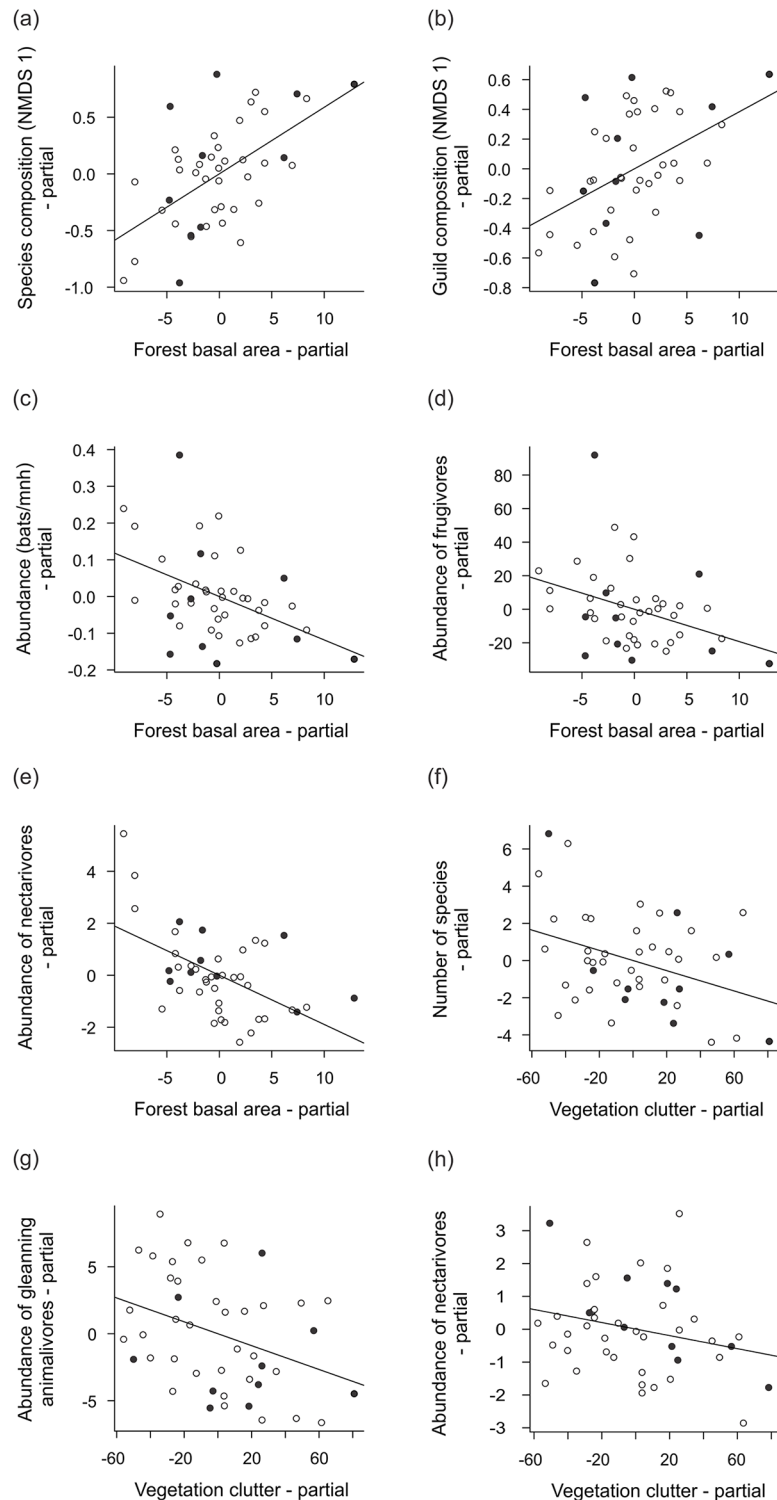 (a)
(b)
Species composition (NMDS 1)
- partial
0.5
0.0
-0.5
-1.0
-5
0
5
10
Forest basal area - partial
Guild composition (NMDS 1)
- partial
0.6
0.4
0.2
0.0
-0.2
-0.4
-0.6
-0.8
-5
0
5
10
Forest basal area - partial
(c)
(d)
Abundance (bats/mnh)
- partial
0.4
0.3
0.2
0.1
0.0
-0.1
-0.2
-5
0
5
10
Forest basal area - partial
Abundance of frugivores
- partial
80
60
40
20
0
-20
-5
0
5
10
Forest basal area - partial
(e)
(f)
Abundance of nectarivores
- partial
4
2
0
-2
-5
0
5
10
Forest basal area - partial
Number of species
- partial
6
4
2
0
-2
-4
-60
-20
20
60
Vegetation clutter - partial
(g)
(h)
Abundance of gleanning
animalivores - partial
5
0
-5
-60
-20
20
60
Vegetation clutter - partial
Abundance of nectarivores
- partial
3
2
1
0
-1
-2
-3
-60
-20
20
60
Vegetation clutter - partial